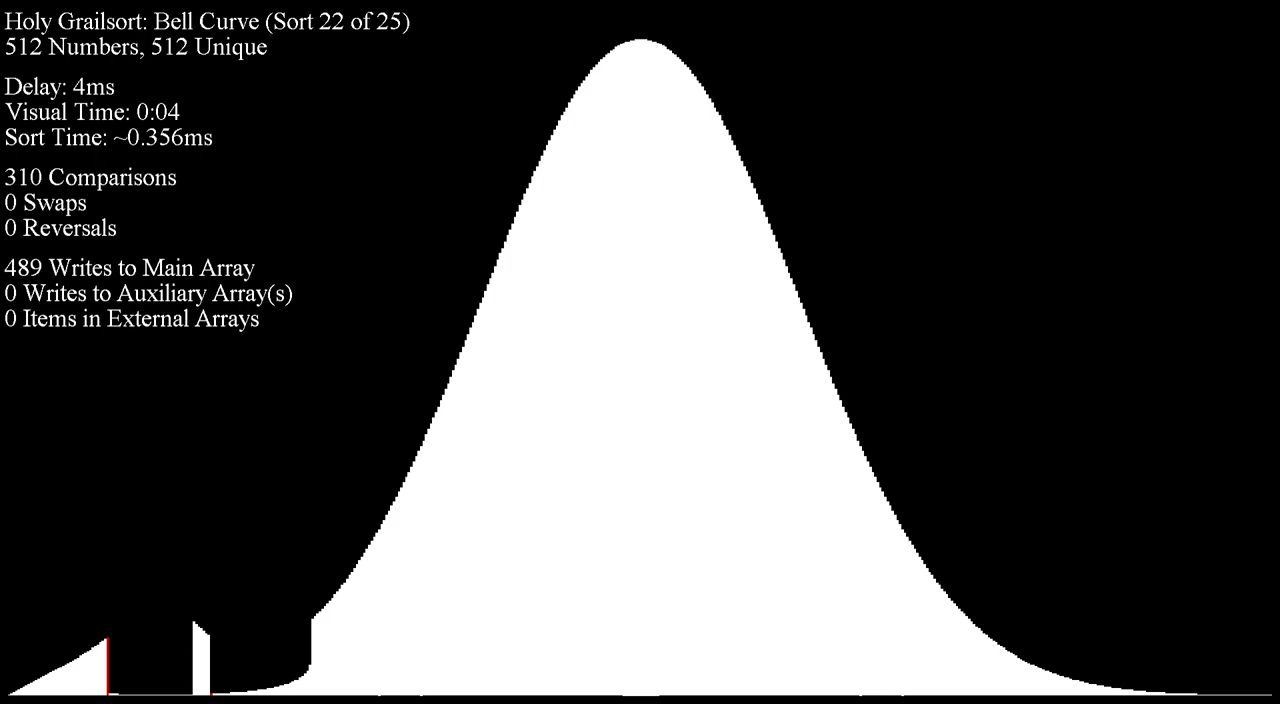 Holy Grailsort: Bell Curve (Sort 22 of 25)
512 Numbers, 512 Unique
Delay: 4ms
Visual Time: 0:04
Sort Time: ~0.356ms
310 Comparisons
0 Swaps
0 Reversals
489 Writes to Main Array
0 Writes to Auxiliary Array(s)
0 Items in External Arrays